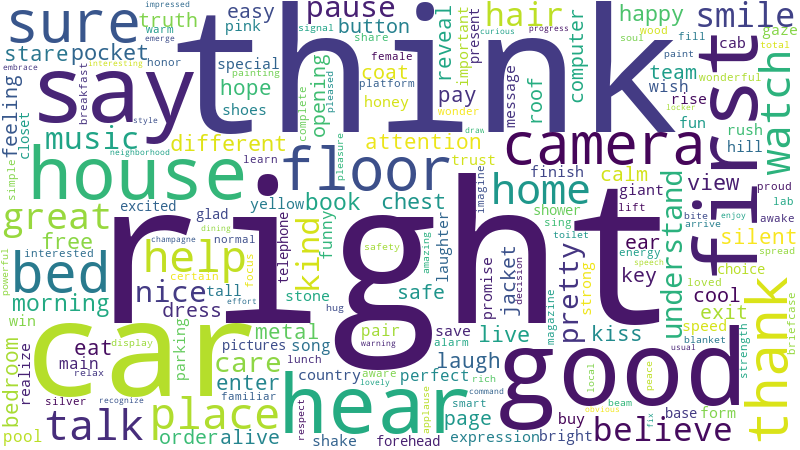 right
think
good
car
say
first
house
hear
sure
floor
camera
bed
home
thank
place
talk
help
believe
great
watch
hair
smile
pause
music
nice
kind
pretty
understand
silent
morning
pocket
stare
truth
easy
pink
button
warm
emerge
impressed
honor
share
signal
curious
progress
soul
wood
paint
fill
happy
cab
total
gaze
wonderful
team
wish
rise
fun
rush
hill
roof
computer
message
important
present
reveal
female
platform
honey
pay
wonder
draw
locker
proud
lab
awake
view
calm
giant
trust
finish
attention
different
opening
coat
hope
special
painting
interesting
shoes
complete
pleased
pleasure
breakfast
style
embrace
feeling
closet
simple
neighborhood
learn
excited
glad
yellow
book
chest
funny
laughter
telephone
imagine
shower
sing
toilet
lift
ear
energy
speech
bite
arrive
enjoy
loved
spread
choice
key
cool
exit
speed
briefcase
strength
blanket
usual
free
interested
champagne
dining
normal
tall
certain
focus
safety
amazing
safe
promise
decision
jacket
magazine
strong
powerful
win
dress
effort
hug
stone
metal
pair
warning
save
alarm
live
kiss
bedroom
realize
eat
main
relax
display
parking
pictures
song
care
lunch
aware
lovely
laugh
rich
command
smart
perfect
country
familiar
enter
silver
recognize
pool
order
alive
respect
shake
forehead
applause
page
expression
bright
buy
beam
obvious
local
peace
fix
base
form